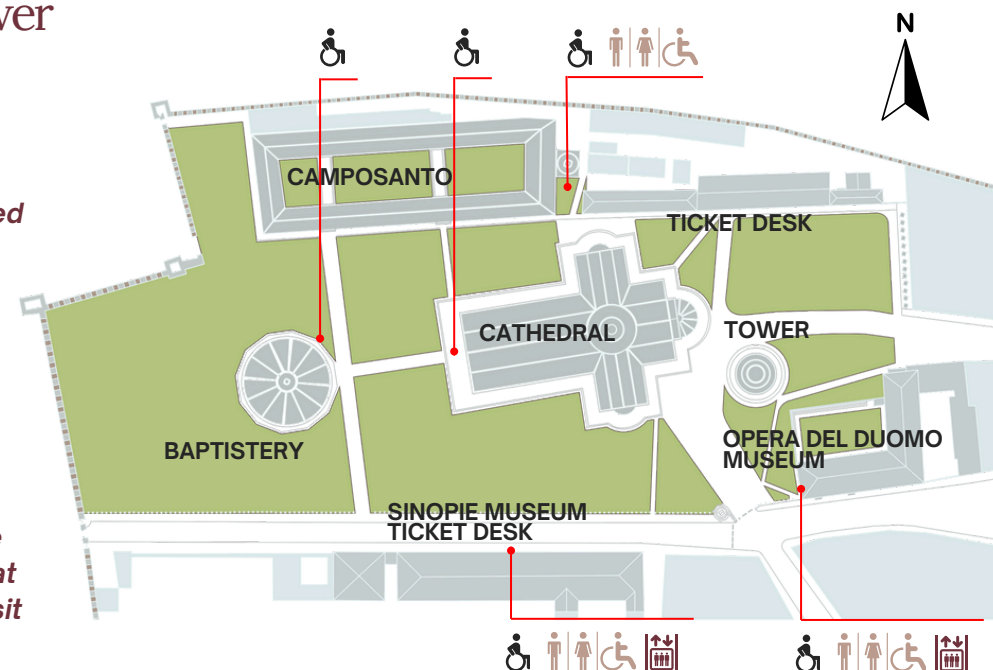 ver
N
CAMPOSANTO
ed
TICKET DESK
CATHEDRAL
TOWER
BAPTISTERY
OPERA DEL DUOMO
MUSEUM
SINOPIE MUSEUM
TICKET DESK
at
sit